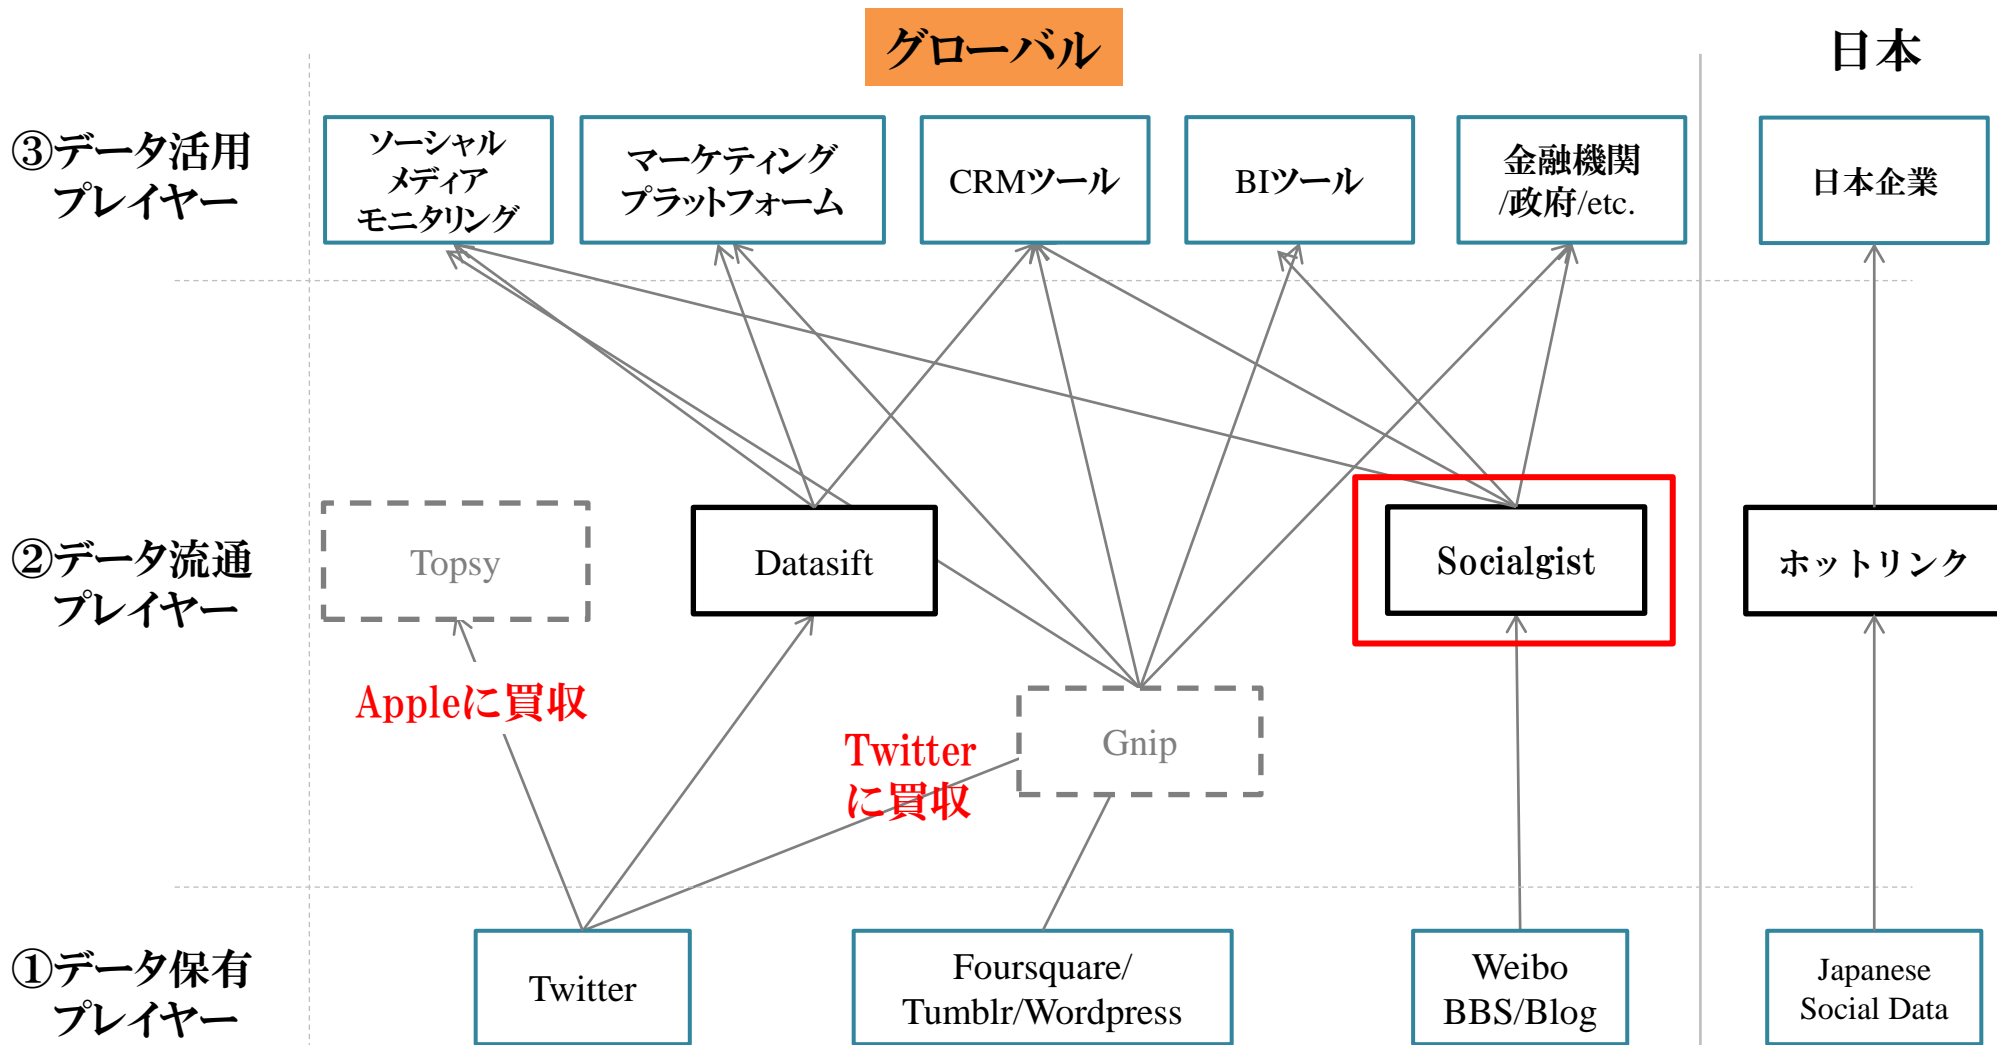 グローバル
日本
③データ活用
プレイヤー
ソーシャル
メディア
モニタリング
マーケティング
プラットフォーム
CRMツール
BIツール
金融機関
/政府/etc.
日本企業
②データ流通
プレイヤー
Topsy
Datasift
Socialgist
ホットリンク
Appleに買収
Twitter
に買収
Gnip
①データ保有
プレイヤー
Twitter
Foursquare/
Tumblr/Wordpress
Weibo
BBS/Blog
Japanese
Social Data